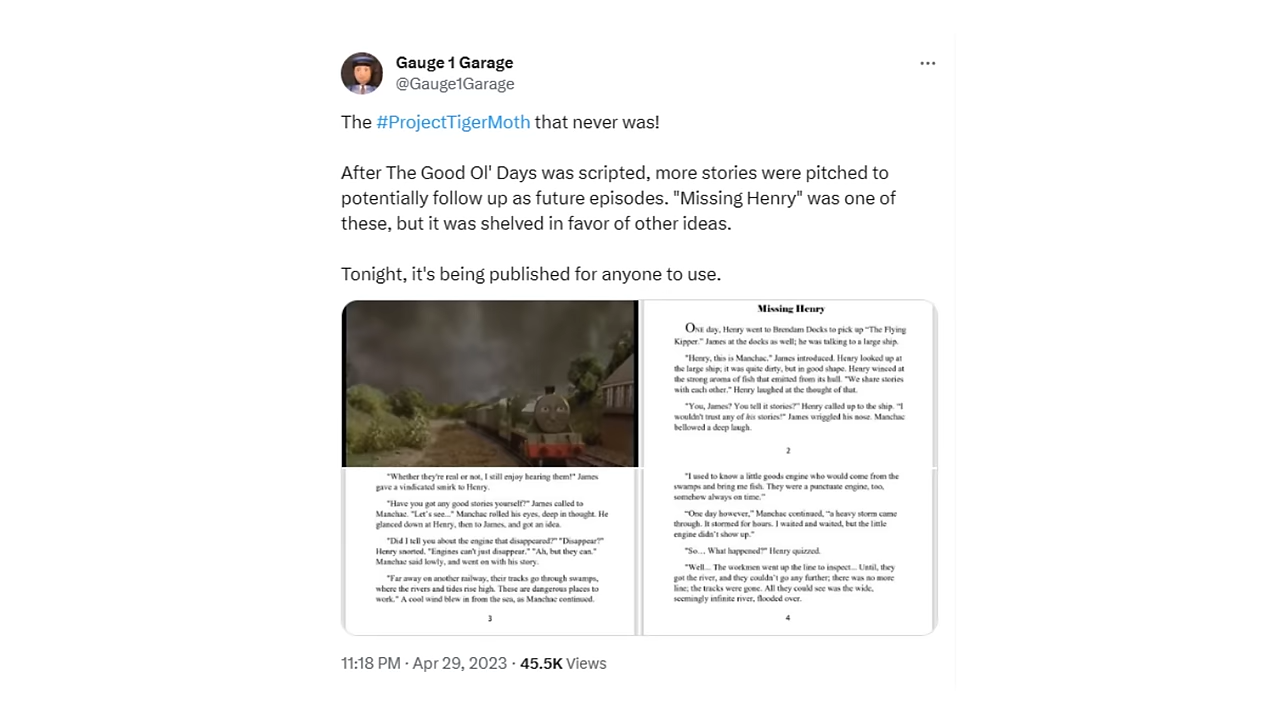 Gauge 1 Garage
@Gauge1Garage
The #ProjectTigerMoth that never was!
After The Good Ol' Days was scripted, more stories were pitched to
potentially follow up as future episodes. "Missing Henry" was one of
these, but it was shelved in favor of other ideas.
Tonight, it's being published for anyone to use.
Missing Henry
ONE day, Henry went to Brendam Docks to pick up "The Flying
Kipper." James at the docks as well; he was talking to a large ship.
"Henry, this is Manchac." James introduced. Henry looked up at
the large ship; it was quite dirty, but in good shape. Henry winced at
the strong aroma of fish that emitted from its hull. "We share stories
with each other." Henry laughed at the thought of that.
"You, James? You tell it stories?" Henry called up to the ship. "I
wouldn't trust any of his stories!" James wriggled his nose. Manchac
bellowed a deep laugh.
2
"Whether they're real or not, I still enjoy hearing them!" James
gave a vindicated smirk to Henry.
"Have you got any good stories yourself?" James called to
Manchac. "Let's see..." Manchac rolled his eyes, deep in thought. He
glanced down at Henry, then to James, and got an idea.
"Did I tell you about the engine that disappeared?" "Disappear?"
Henry snorted. "Engines can't just disappear." "Ah, but they can."
Manchac said lowly, and went on with his story.
"Far away on another railway, their tracks go through swamps,
where the rivers and tides rise high. These are dangerous places to
work." A cool wind blew in from the sea, as Manchac continued.
3
"I used to know a little goods engine who would come from the
swamps and bring me fish. They were a punctuate engine, too,
somehow always on time."
"One day however," Manchac continued, "a heavy storm came
through. It stormed for hours. I waited and waited, but the little
engine didn't show up."
"So... What happened?" Henry quizzed.
"Well... The workmen went up the line to inspect... Until, they
got the river, and they couldn't go any further; there was no more
line; the tracks were gone. All they could see was the wide,
seemingly infinite river, flooded over.
4
11:18 PM · Apr 29, 2023 · 45.5K Views